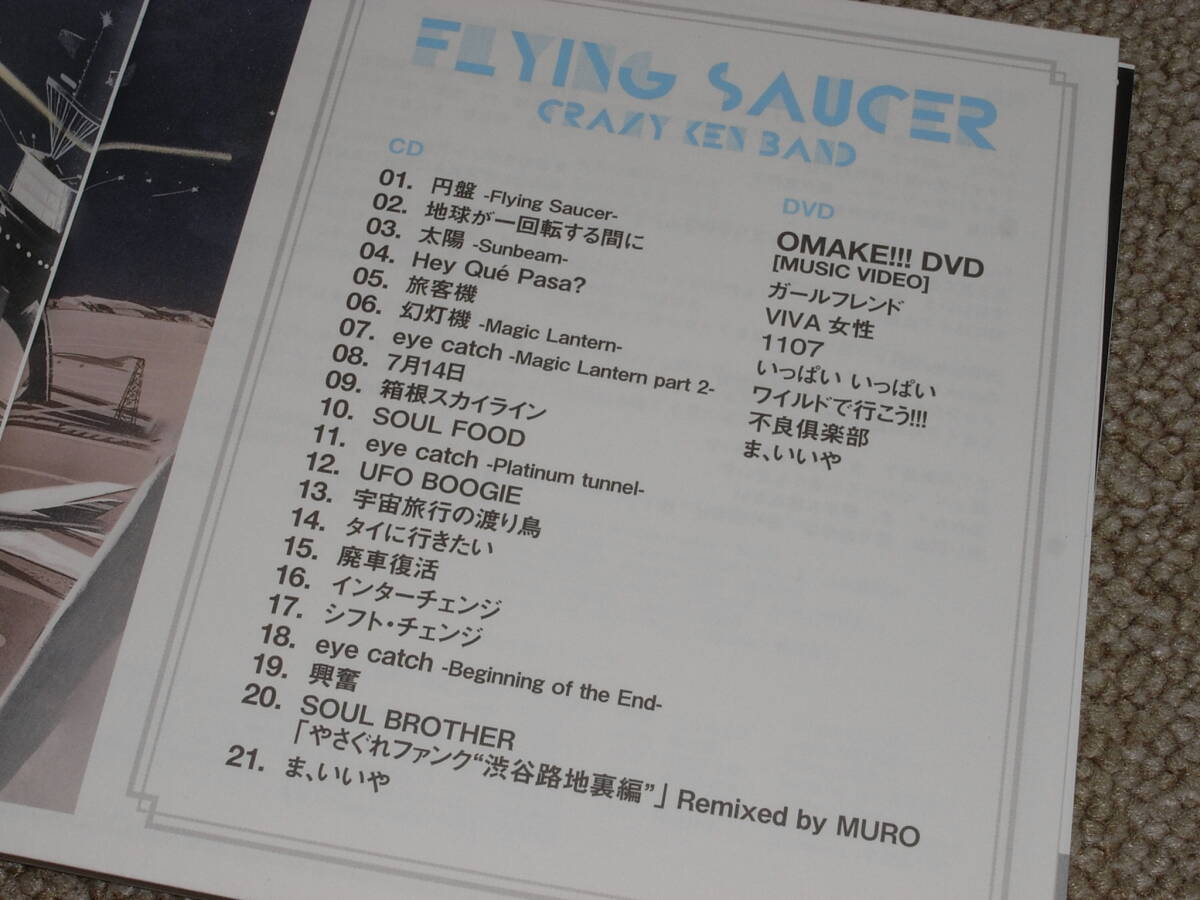 FLYING SAUCER
CRAZY KEN BAND
CD
01. 円盤 -Flying Saucer-
02. 地球が一回転する間に
03. 太陽 -Sunbeam-
04. Hey Qué Pasa?
05. 旅客機
06. 幻灯機 -Magic Lantern-
07. eye catch -Magic Lantern part 2-
08. 7月14日
09. 箱根スカイライン
10. SOUL FOOD
11. eye catch -Platinum tunnel-
12. UFO BOOGIE
13. 宇宙旅行の渡り鳥
14. タイに行きたい
15. 廃車復活
16. インターチェンジ
17. シフト・チェンジ
18. eye catch -Beginning of the End-
19. 興奮
20. SOUL BROTHER
「やさぐれファンク“渋谷路地裏編”」 Remixed by MURO
21. ま、いいや
DVD
OMAKE!!! DVD
[MUSIC VIDEO]
ガールフレンド
VIVA 女性
1107
いっぱい いっぱい
ワイルドで行こう!!!
不良倶楽部
ま、いいや